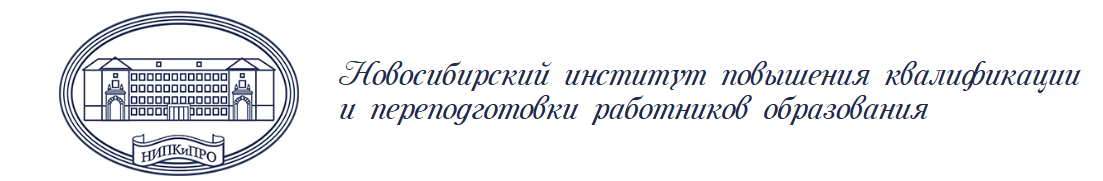 НИПКиПРО
Новосибирский институт повышения квалификации
и переподготовки работников образования